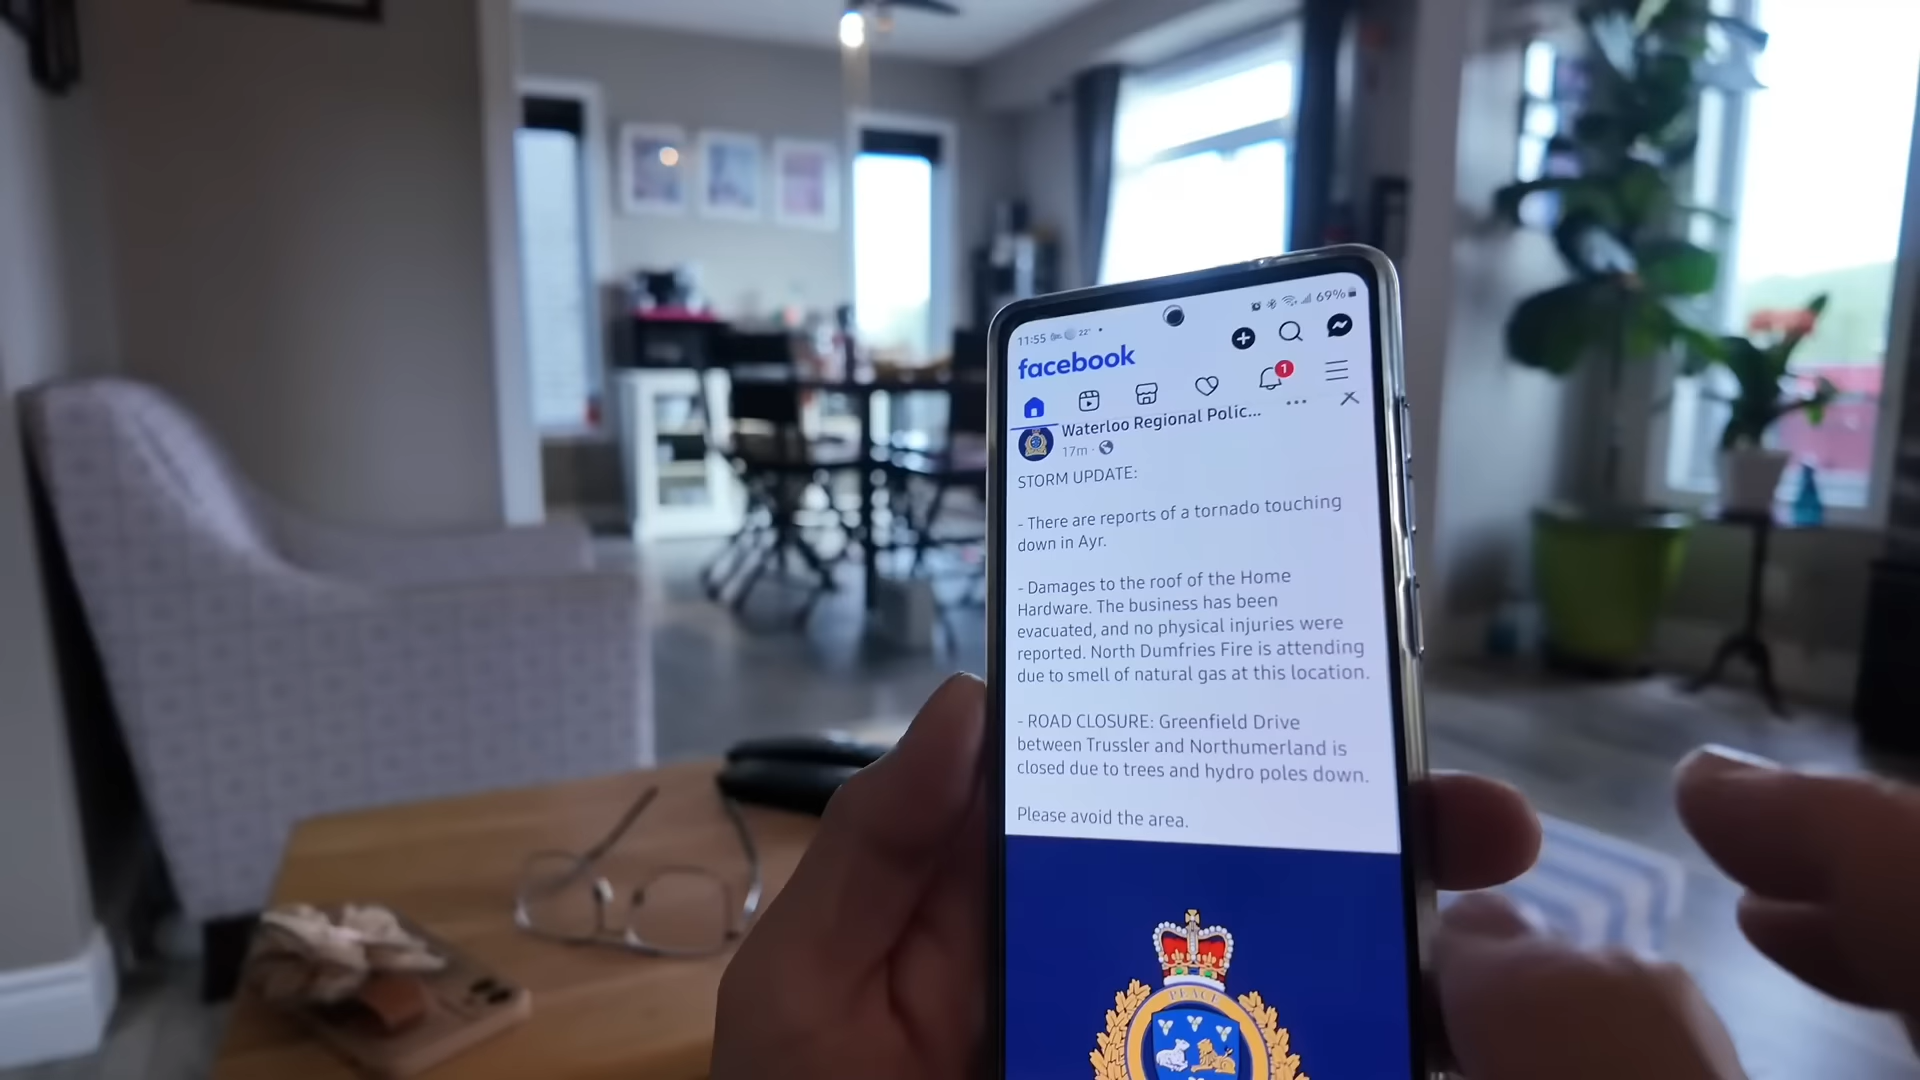 11:55 22° 69%
facebook
1
Waterloo Regional Polic...
17m
STORM UPDATE:
- There are reports of a tornado touching
down in Ayr.
- Damages to the roof of the Home
Hardware. The business has been
evacuated, and no physical injuries were
reported. North Dumfries Fire is attending
due to smell of natural gas at this location.
- ROAD CLOSURE: Greenfield Drive
between Trussler and Northumerland is
closed due to trees and hydro poles down.
Please avoid the area.
PEACE